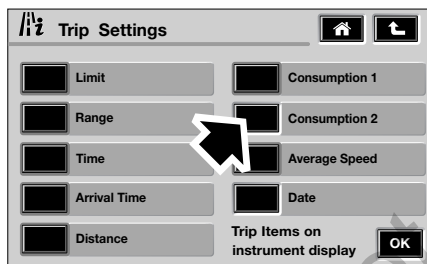 Trip Settings
Limit
Range
Time
Arrival Time
Distance
Consumption 1
Consumption 2
Average Speed
Date
Trip Items on
instrument display
OK